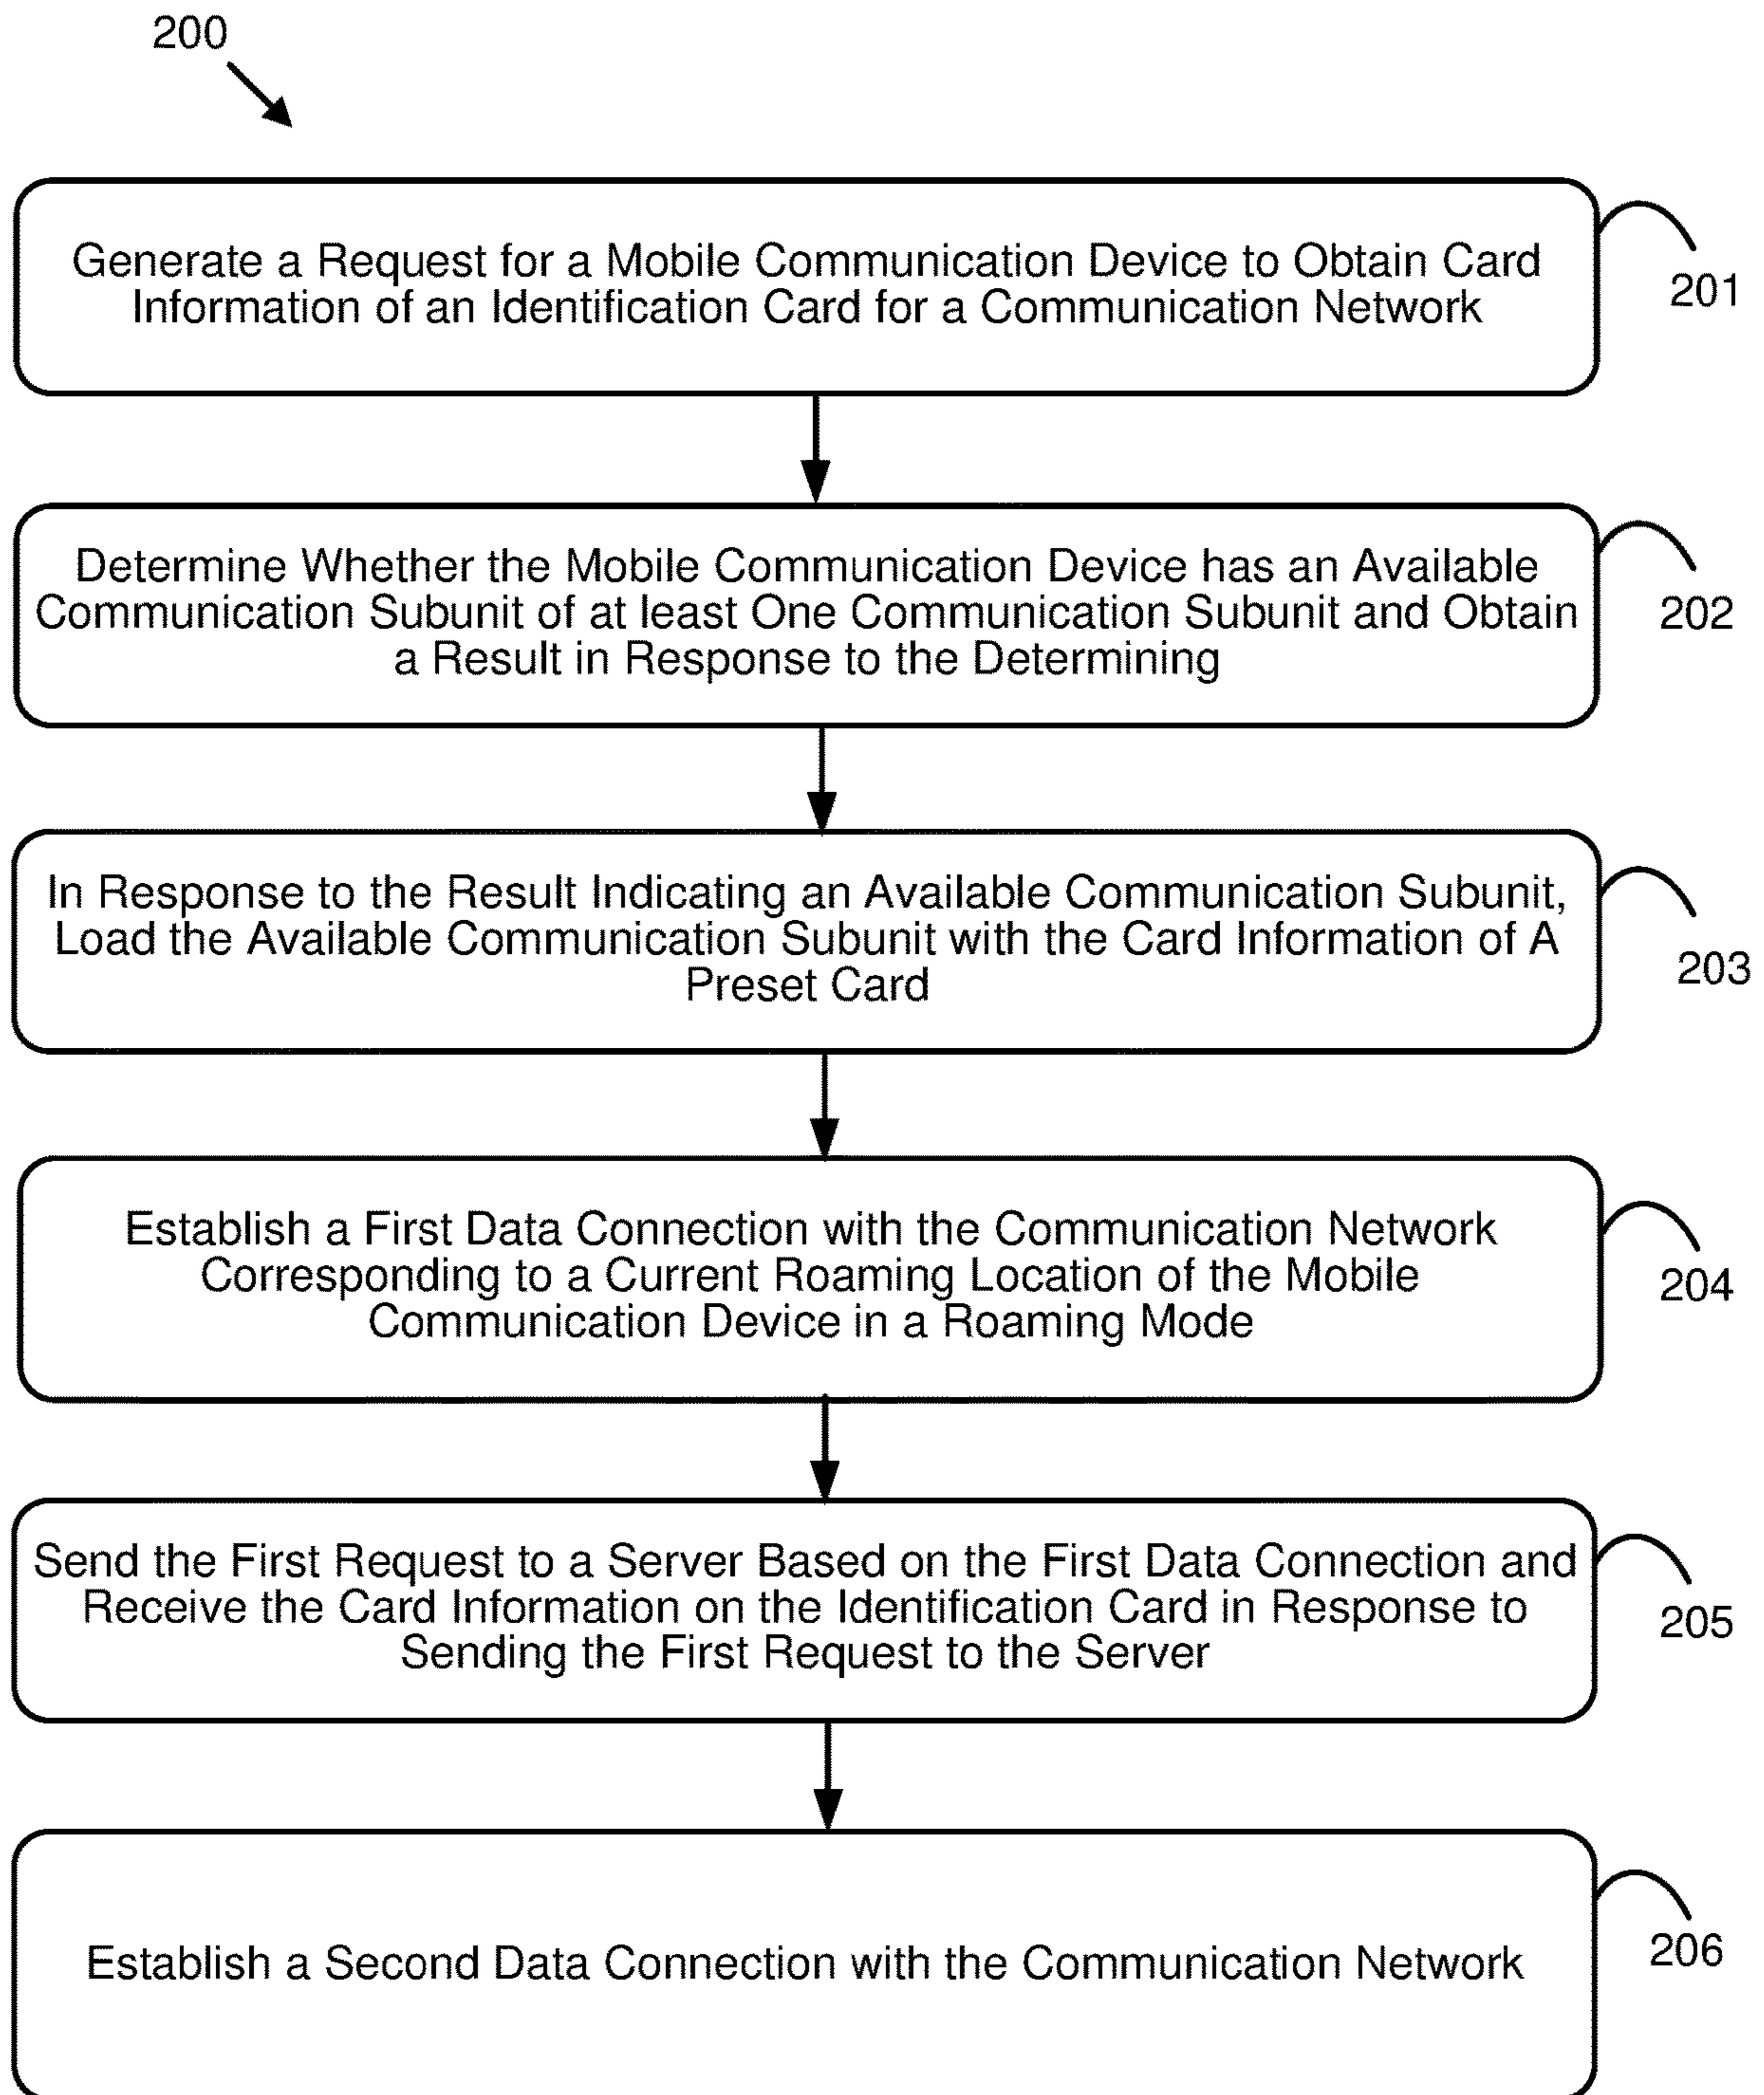 200
Generate a Request for a Mobile Communication Device to Obtain Card
Information of an Identification Card for a Communication Network
201
Determine Whether the Mobile Communication Device has an Available
Communication Subunit of at least One Communication Subunit and Obtain
a Result in Response to the Determining
202
In Response to the Result Indicating an Available Communication Subunit,
Load the Available Communication Subunit with the Card Information of A
Preset Card
203
Establish a First Data Connection with the Communication Network
Corresponding to a Current Roaming Location of the Mobile
Communication Device in a Roaming Mode
204
Send the First Request to a Server Based on the First Data Connection and
Receive the Card Information on the Identification Card in Response to
Sending the First Request to the Server
205
Establish a Second Data Connection with the Communication Network
206